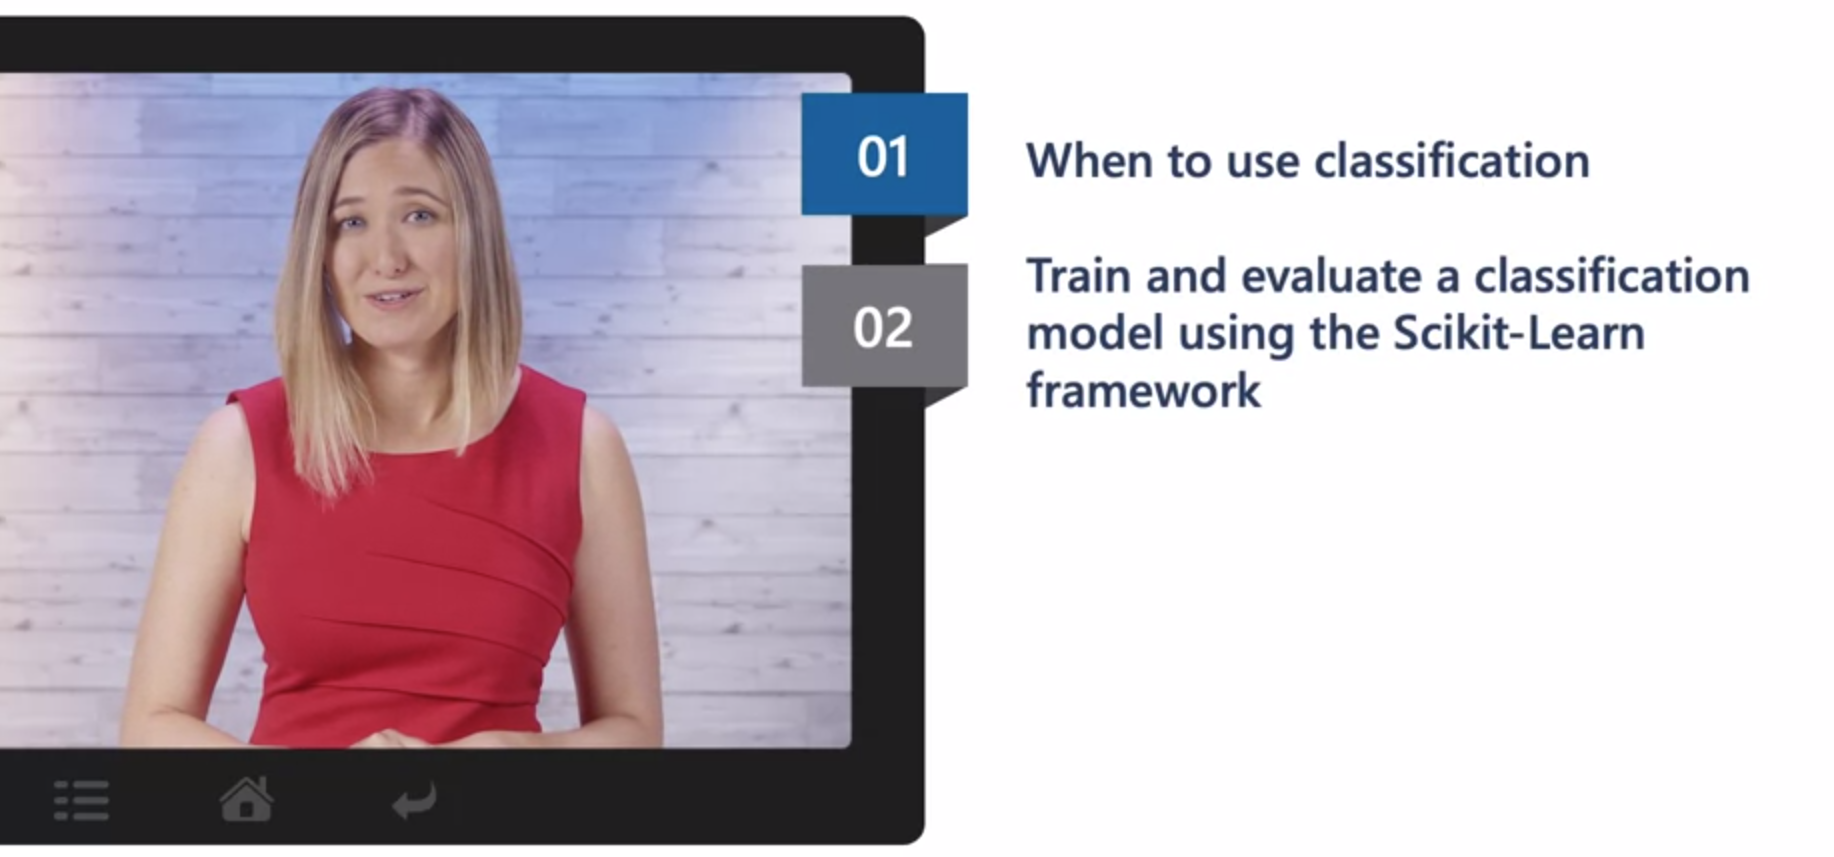 01
When to use classification
02
Train and evaluate a classification
model using the Scikit-Learn
framework